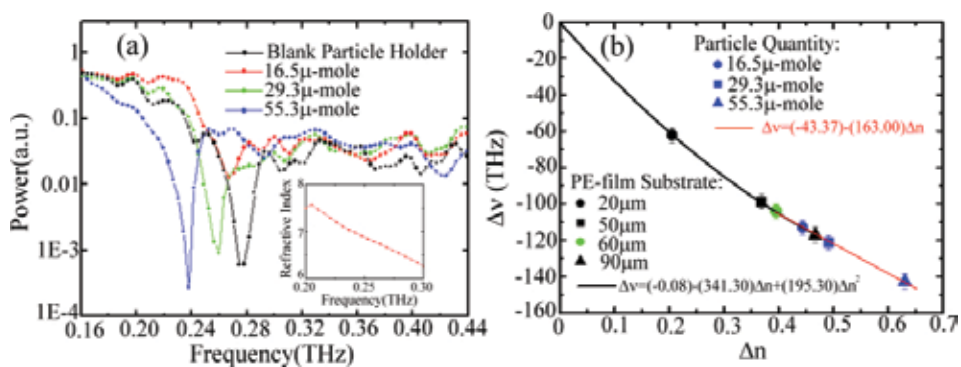 (a)
Blank Particle Holder
16.5μ-mole
29.3μ-mole
55.3μ-mole
Power(a.u.)
1
0.1
0.01
1E-3
1E-4
0.16 0.20 0.24 0.28 0.32 0.36 0.40 0.44
Frequency(THz)
Refractive Index
8
7
6
0.20 0.25 0.30
Frequency(THz)
(b)
Particle Quantity:
16.5μ-mole
29.3μ-mole
55.3μ-mole
Δν=(-43.37)-(163.00)Δn
PE-film Substrate:
20μm
50μm
60μm
90μm
Δν=(-0.08)-(341.30)Δn+(195.30)Δn²
Δν (THz)
0
-20
-40
-60
-80
-100
-120
-140
-160
0 0.1 0.2 0.3 0.4 0.5 0.6 0.7
Δn